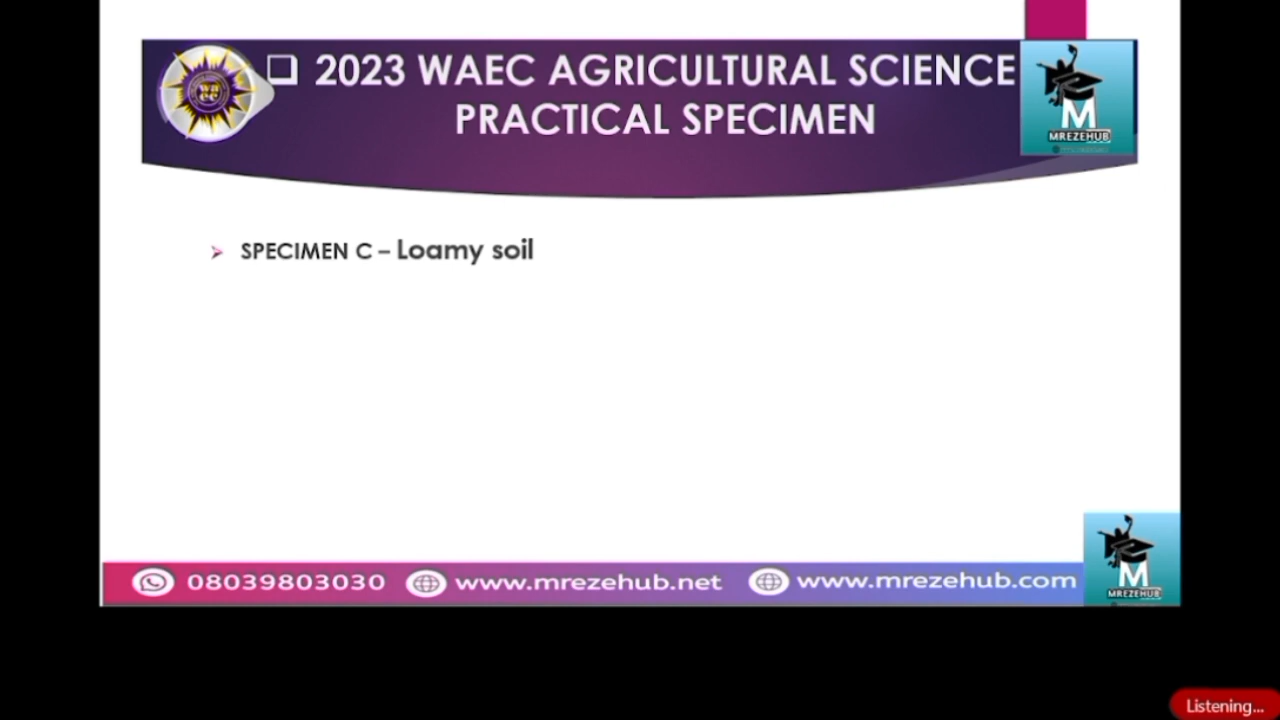 2023 WAEC AGRICULTURAL SCIENCE
PRACTICAL SPECIMEN
M
MREZEHUB
SPECIMEN C – Loamy soil
08039803030
www.mrezehub.net
www.mrezehub.com
M
MREZEHUB
Listening...